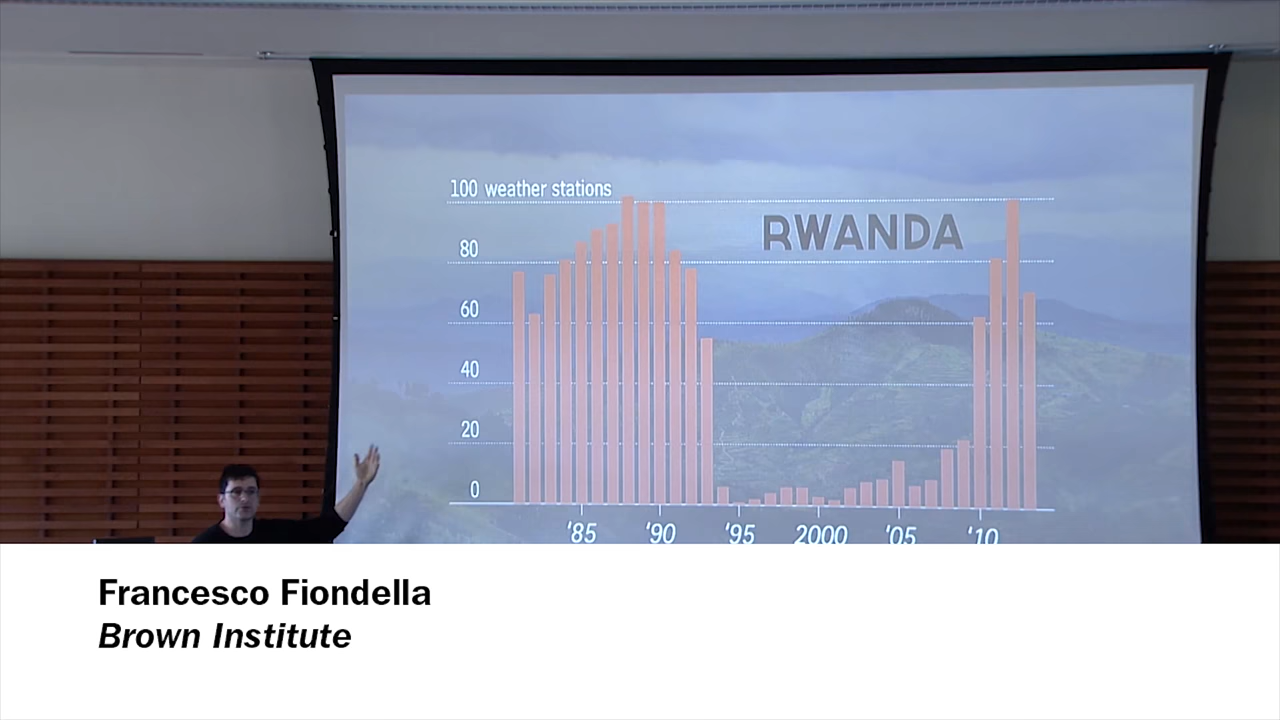 100 weather stations
RWANDA
80
60
40
20
0
‘85 ‘90 ‘95 2000 ‘05 ‘10
Francesco Fiondella
Brown Institute